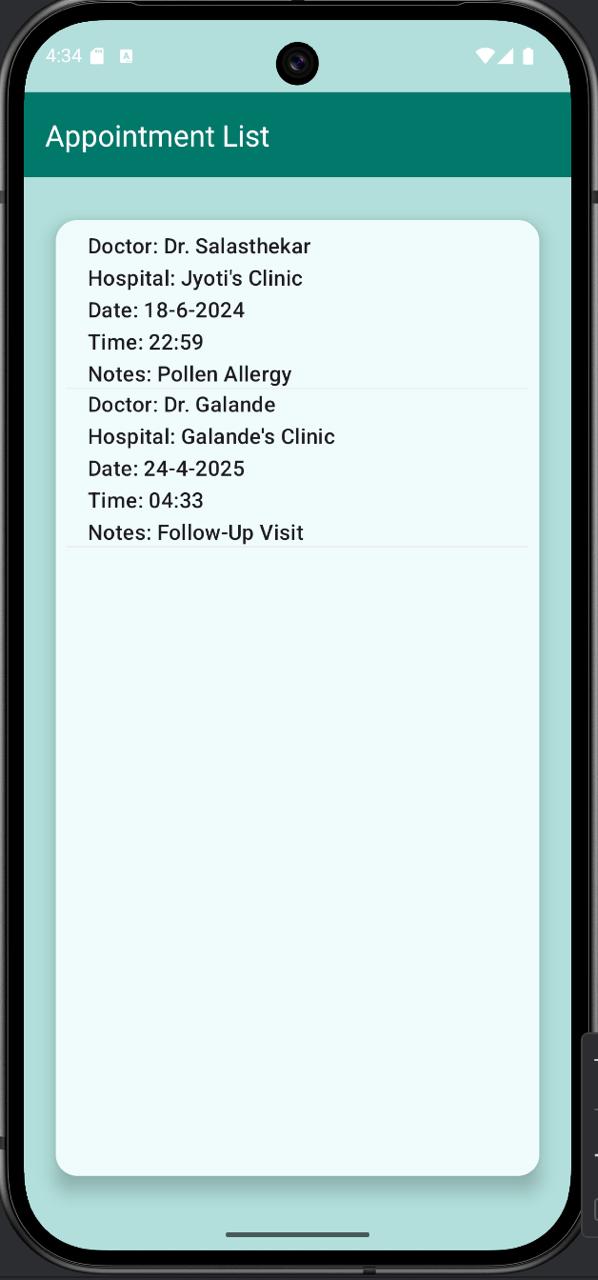 4:34
Appointment List
Doctor: Dr. Salasthekar
Hospital: Jyoti's Clinic
Date: 18-6-2024
Time: 22:59
Notes: Pollen Allergy
Doctor: Dr. Galande
Hospital: Galande's Clinic
Date: 24-4-2025
Time: 04:33
Notes: Follow-Up Visit